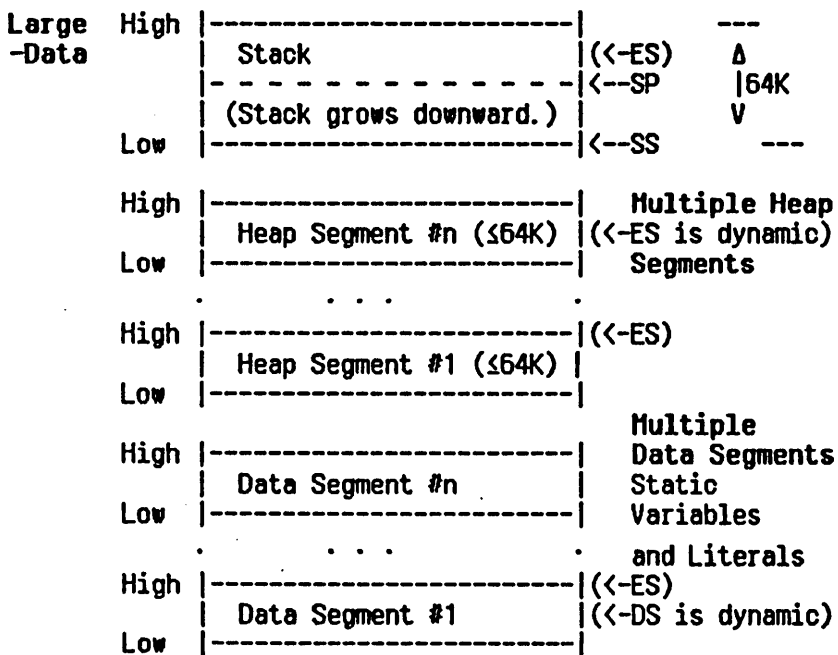 Large High |------------------------| ---
-Data | Stack |(<-ES) Δ
|- - - - - - - - - - - - |<--SP |64K
| (Stack grows downward.) | V
Low |------------------------|<--SS ---
High |------------------------| Multiple Heap
| Heap Segment #n (≤64K) |(<-ES is dynamic)
Low |------------------------| Segments
. . . . .
High |------------------------|(<-ES)
| Heap Segment #1 (≤64K) |
Low |------------------------|
Multiple
High |------------------------| Data Segments
| Data Segment #n | Static
Low |------------------------| Variables
. . . . . and Literals
High |------------------------|(<-ES)
| Data Segment #1 |(<-DS is dynamic)
Low |------------------------|